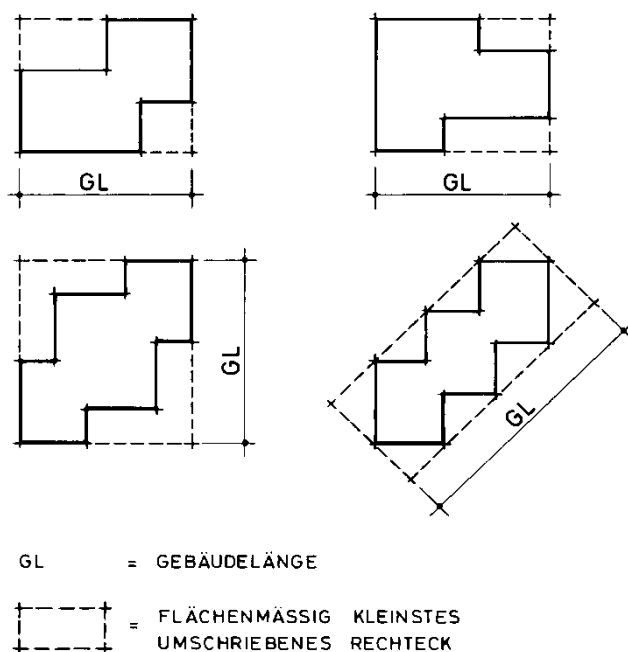 GL
GL
GL
GL
GL = GEBÄUDELÄNGE
= FLÄCHENMÄSSIG KLEINSTES
UMSCHRIEBENES RECHTECK